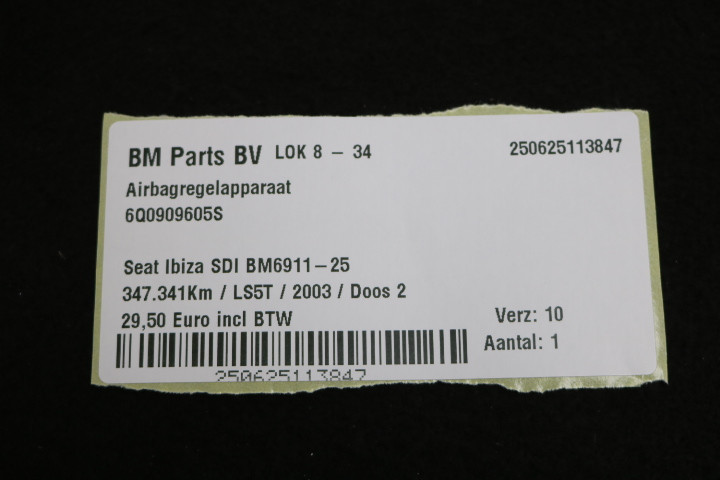 BM Parts BV LOK 8 - 34 250625113847
Airbagregelapparaat
6Q0909605S
Seat Ibiza SDI BM6911-25
347.341Km / LS5T / 2003 / Doos 2
29,50 Euro incl BTW Verz: 10
Aantal: 1
250625113847